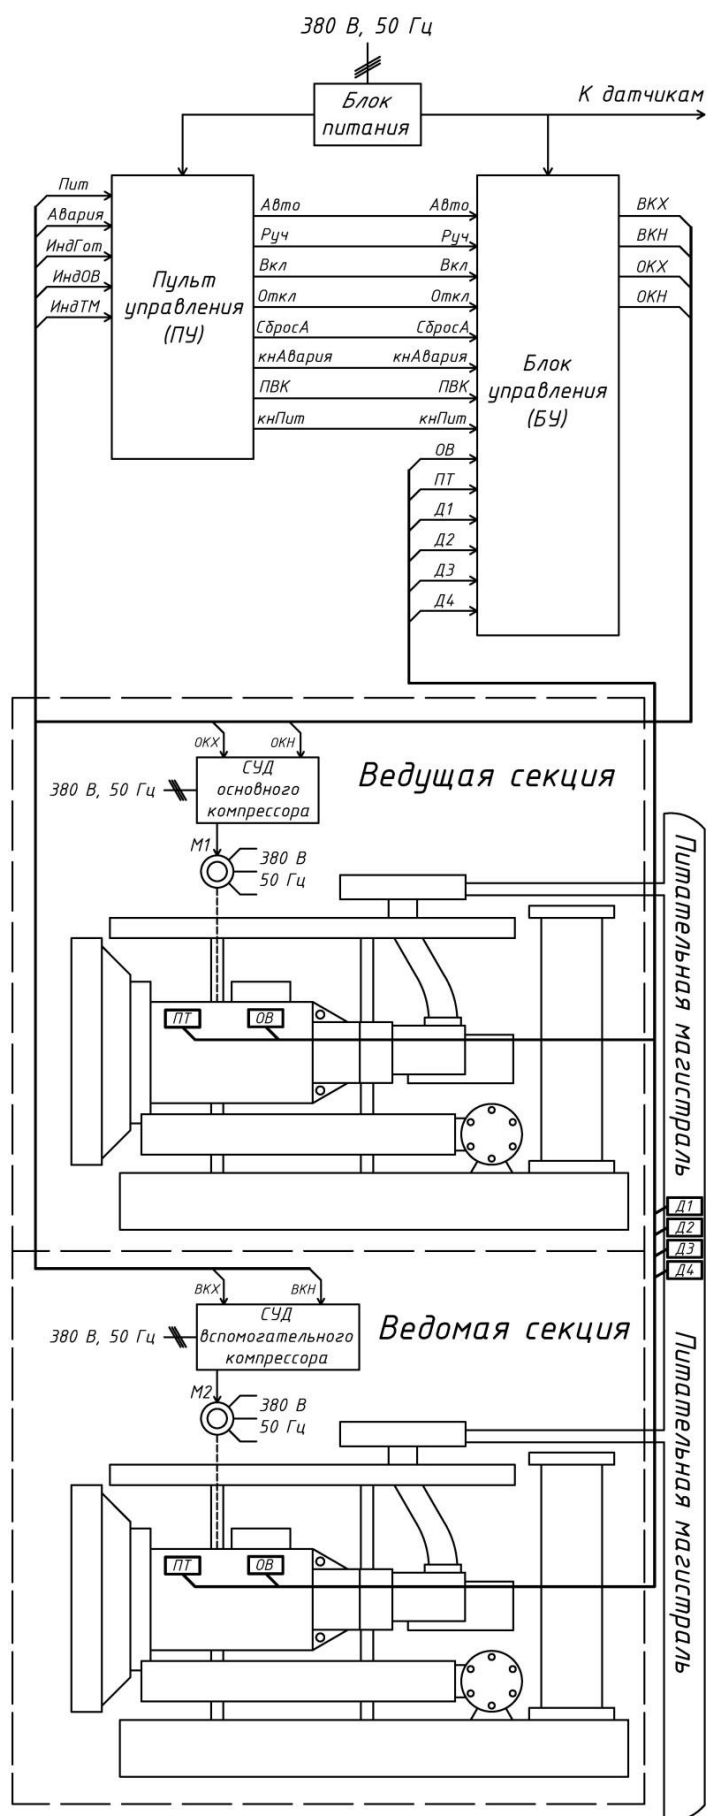 380 В, 50 Гц
Блок
питания
К датчикам
Пит
Авария
ИндГот
ИндОВ
ИндТМ
Пульт
управления
(ПУ)
Авто
Руч
Вкл
Откл
СбросА
кнАвария
ПВК
кнПит
Авто
Руч
Вкл
Откл
СбросА
кнАвария
ПВК
кнПит
ОВ
ПТ
Д1
Д2
Д3
Д4
Блок
управления
(БУ)
ВКХ
ВКН
ОКХ
ОКН
ОКХ
ОКН
380 В, 50 Гц
СУД
основного
компрессора
Ведущая секция
М1
380 В
50 Гц
ПТ
ОВ
Питательная магистраль
Д1
Д2
Д3
Д4
ВКХ
ВКН
380 В, 50 Гц
СУД
вспомогательного
компрессора
Ведомая секция
М2
380 В
50 Гц
ПТ
ОВ
Питательная магистраль